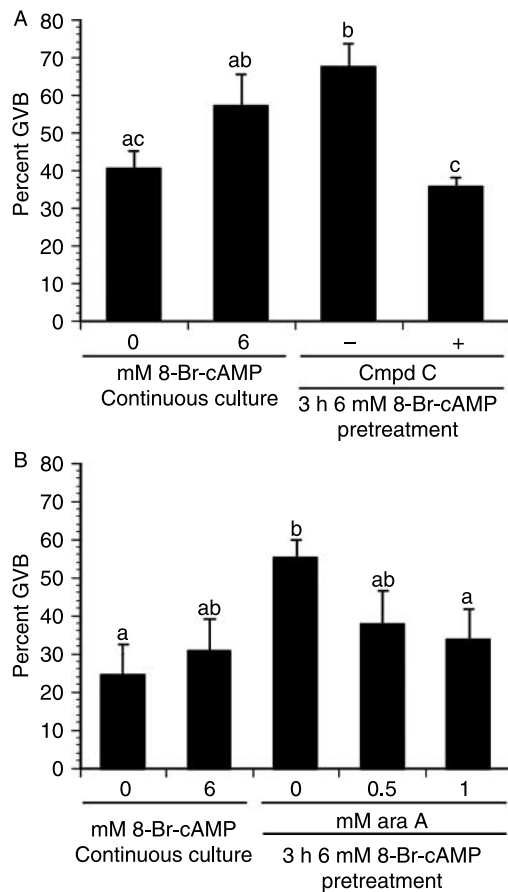 A
Percent GVB
80
70
60
50
40
30
20
10
0
ac
ab
b
c
0
6
–
+
mM 8-Br-cAMP
Continuous culture
Cmpd C
3 h 6 mM 8-Br-cAMP
pretreatment
B
Percent GVB
80
70
60
50
40
30
20
10
0
a
ab
b
ab
a
0
6
0
0.5
1
mM 8-Br-cAMP
Continuous culture
mM ara A
3 h 6 mM 8-Br-cAMP
pretreatment